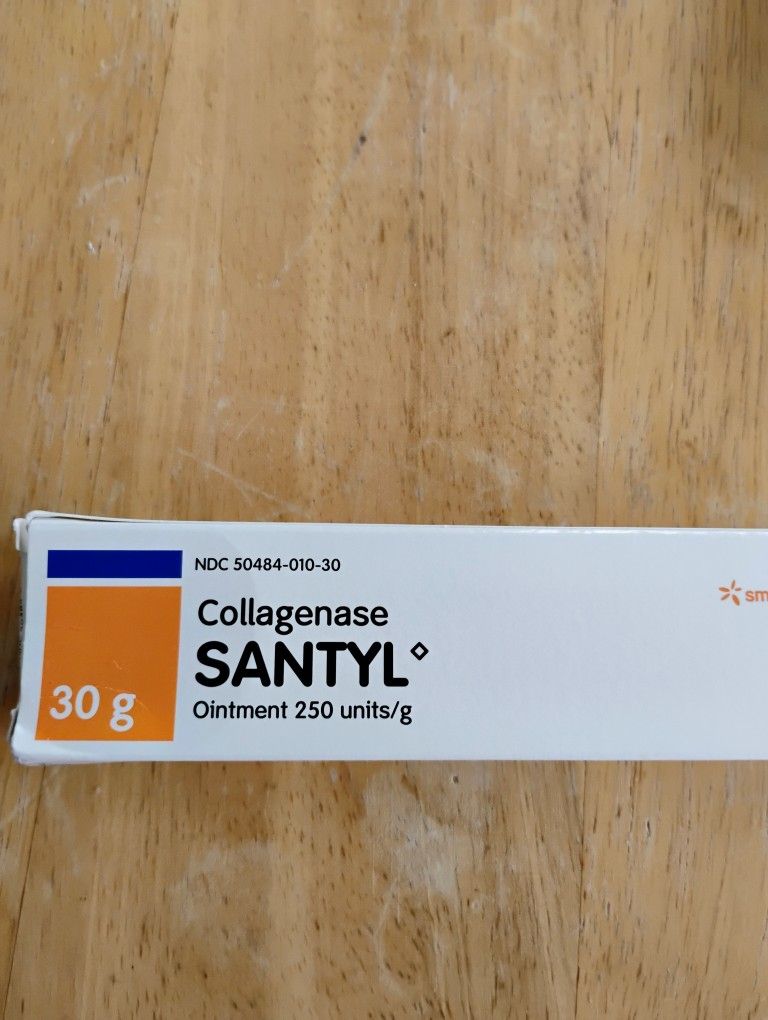 NDC 50484-010-30
Collagenase
SANTYL◇
Ointment 250 units/g
30 g